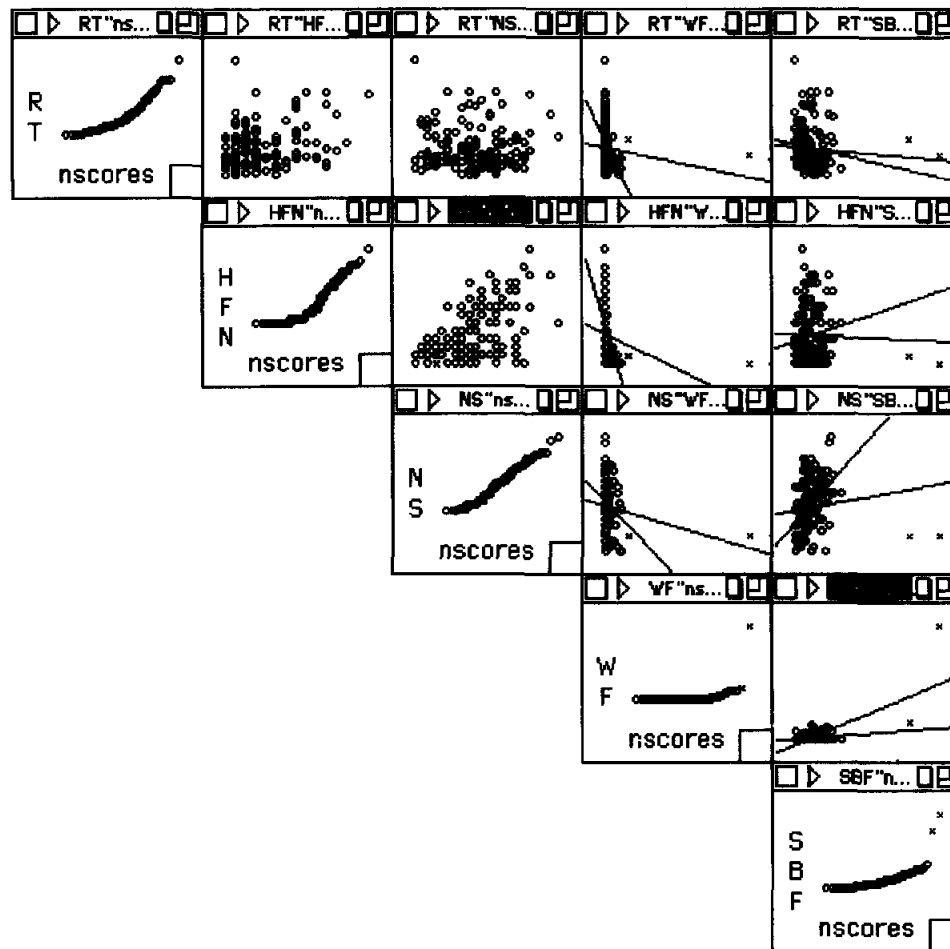 RT"ns... RT"HF... RT"NS... RT"WF... RT"SB...
R
T
nscores
HFN"n... HFN"W... HFN"S...
H
F
N
nscores
NS"ns... NS"WF... NS"SB...
N
S
nscores
WF"ns...
W
F
nscores
SBF"n...
S
B
F
nscores